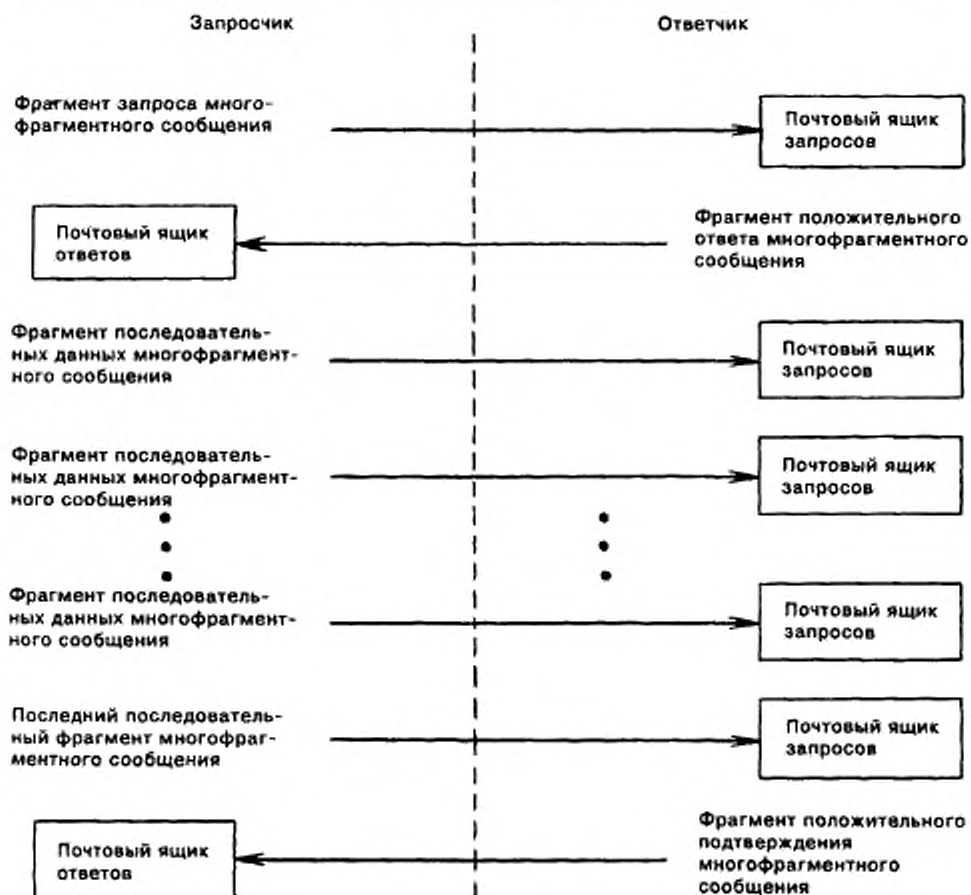 Запросчик
Ответчик
Фрагмент запроса много-
фрагментного сообщения
Почтовый ящик
запросов
Почтовый ящик
ответов
Фрагмент положительного
ответа многофрагментного
сообщения
Фрагмент последователь-
ных данных многофрагмент-
ного сообщения
Почтовый ящик
запросов
Фрагмент последователь-
ных данных многофрагмент-
ного сообщения
Почтовый ящик
запросов
Фрагмент последователь-
ных данных многофрагмент-
ного сообщения
Почтовый ящик
запросов
Последний последователь-
ный фрагмент многофраг-
ментного сообщения
Почтовый ящик
запросов
Почтовый ящик
ответов
Фрагмент положительного
подтверждения
многофрагментного
сообщения